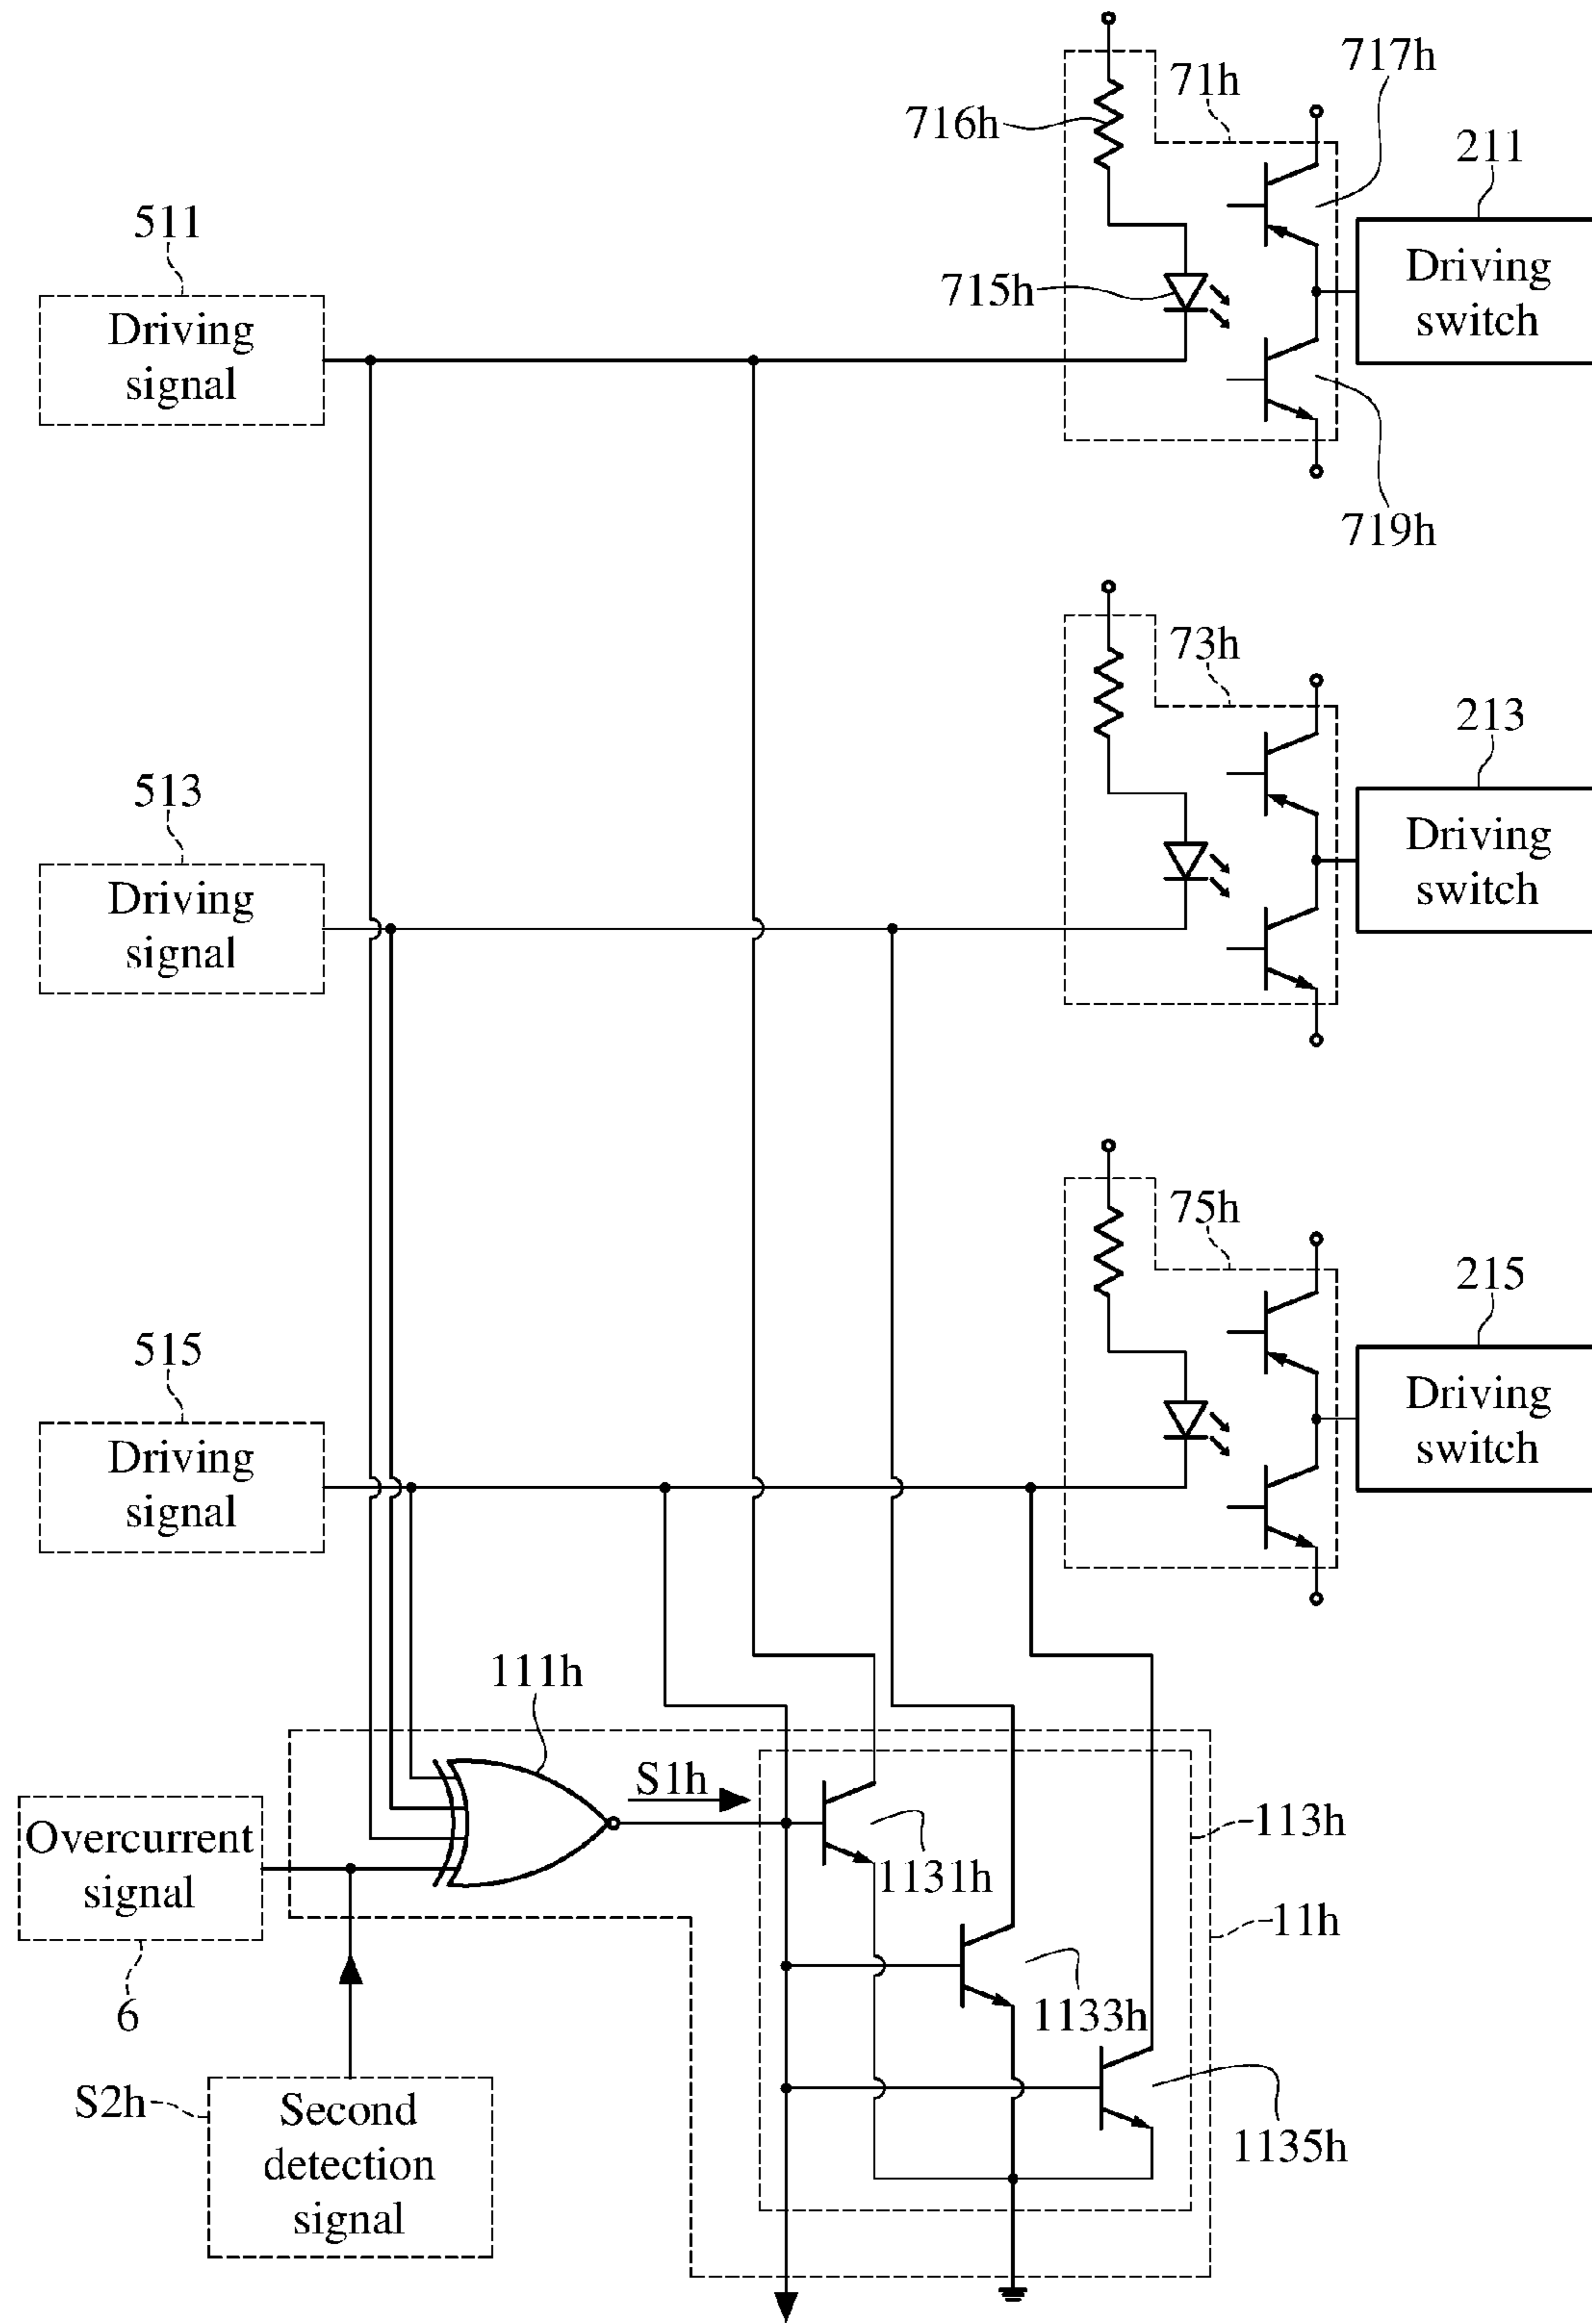 717h
71h
716h
211
511
Driving
switch
715h
Driving
signal
719h
73h
213
513
Driving
switch
Driving
signal
75h
215
515
Driving
switch
Driving
signal
111h
S1h
113h
Overcurrent
signal
1131h
11h
6
1133h
S2h
Second
detection
signal
1135h